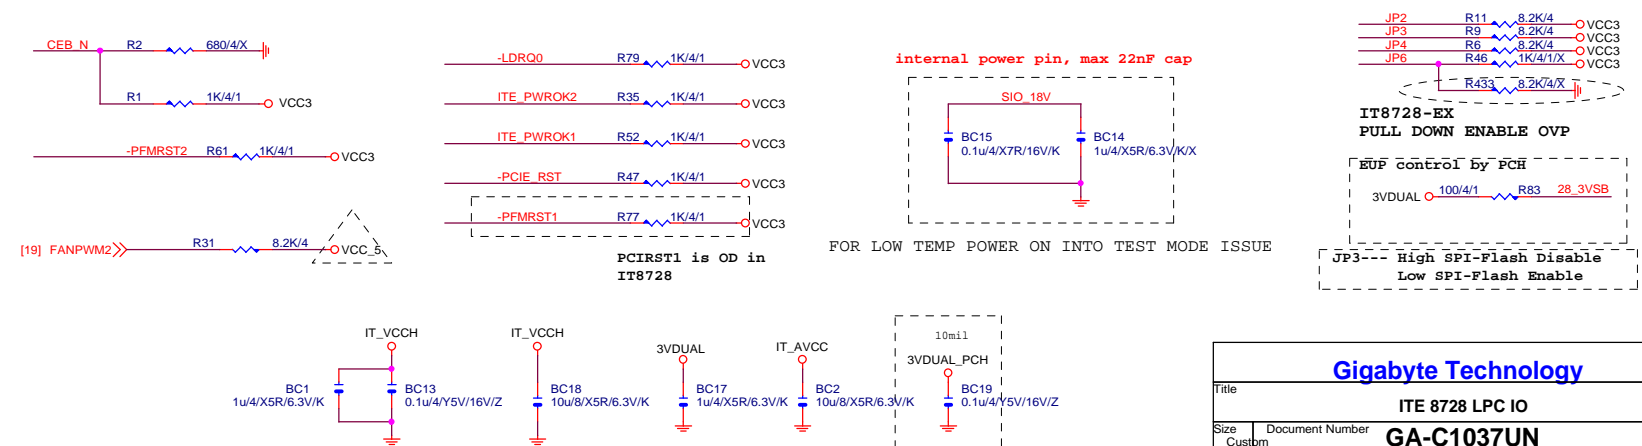 CEB_N R2 680/4/X
R1 1K/4/1 VCC3
-PFMRST2 R61 1K/4/1 VCC3
[19] FANPWM2 R31 8.2K/4 VCC_5
-LDRQ0 R79 1K/4/1 VCC3
ITE_PWROK2 R35 1K/4/1 VCC3
ITE_PWROK1 R52 1K/4/1 VCC3
-PCIE_RST R47 1K/4/1 VCC3
-PFMRST1 R77 1K/4/1 VCC3
PCIRST1 is OD in
IT8728
internal power pin, max 22nF cap
SIO_18V
BC15
0.1u/4/X7R/16V/K
BC14
1u/4/X5R/6.3V/K/X
FOR LOW TEMP POWER ON INTO TEST MODE ISSUE
JP2 R11 8.2K/4 VCC3
JP3 R9 8.2K/4 VCC3
JP4 R6 8.2K/4 VCC3
JP6 R46 1K/4/1/X VCC3
R433 8.2K/4/X
IT8728-EX
PULL DOWN ENABLE OVP
EUP control by PCH
3VDUAL 100/4/1 R83 28_3VSB
JP3--- High SPI-Flash Disable
Low SPI-Flash Enable
IT_VCCH
BC1
1u/4/X5R/6.3V/K
BC13
0.1u/4/Y5V/16V/Z
IT_VCCH
BC18
10u/8/X5R/6.3V/K
3VDUAL
BC17
1u/4/X5R/6.3V/K
IT_AVCC
BC2
10u/8/X5R/6.3V/K
10mil
3VDUAL_PCH
BC19
0.1u/4/Y5V/16V/Z
Gigabyte Technology
Title
ITE 8728 LPC IO
Size Document Number
Custom GA-C1037UN